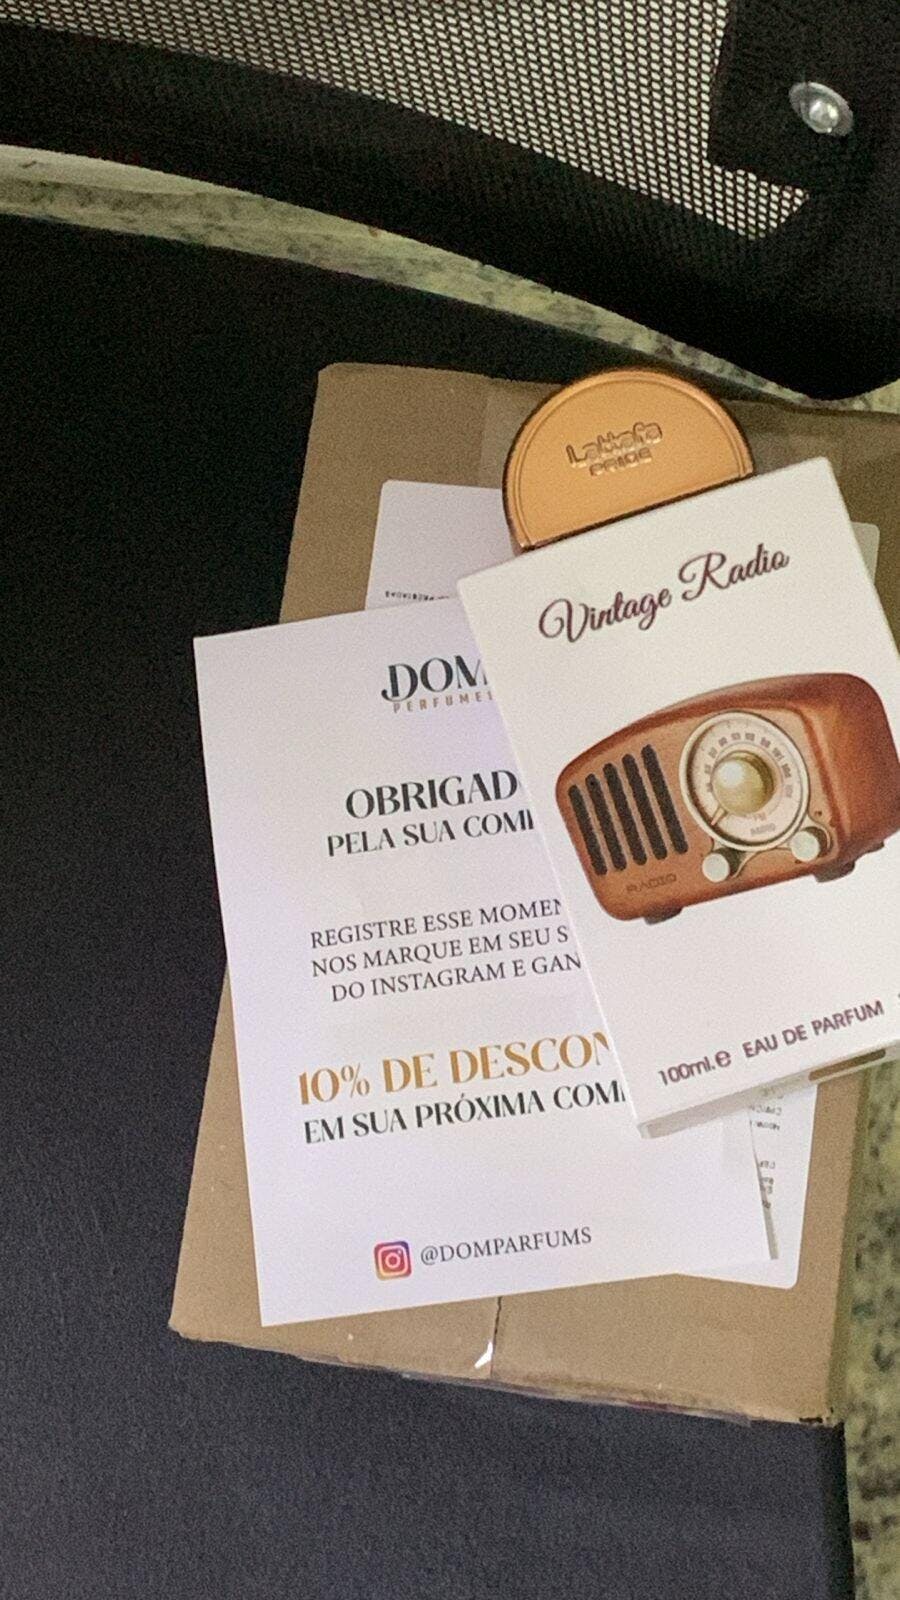 Lattafa
PRIDE
Vintage Radio
RADIO
100ml.e EAU DE PARFUM
DOM
PERFUMES
OBRIGAD
PELA SUA COM
REGISTRE ESSE MOMEN
NOS MARQUE EM SEU S
DO INSTAGRAM E GAN
10% DE DESCON
EM SUA PRÓXIMA COM
@DOMPARFUMS